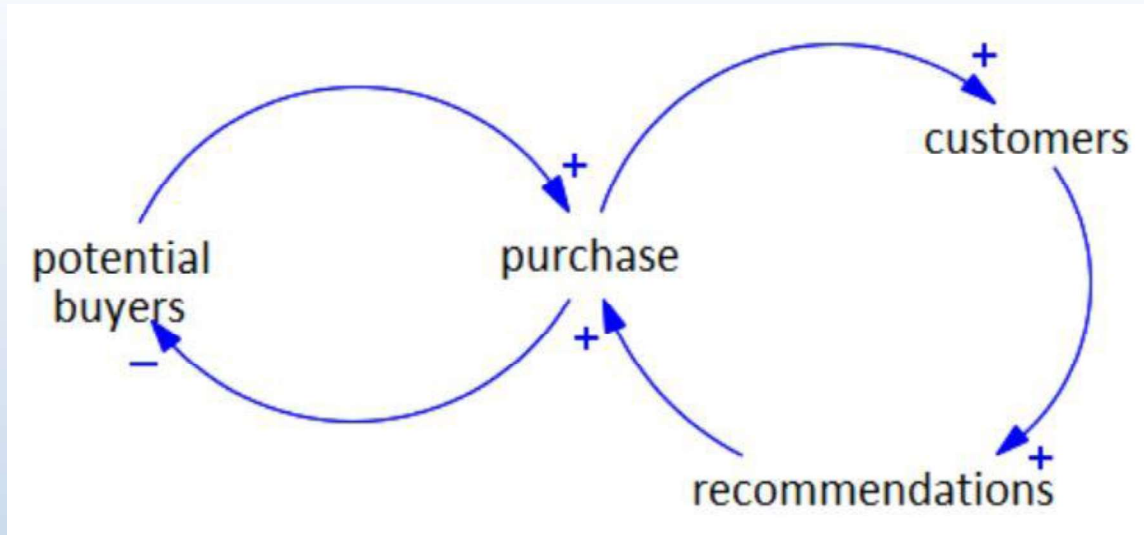 +
customers
+
purchase
potential
buyers
+
−
+
recommendations